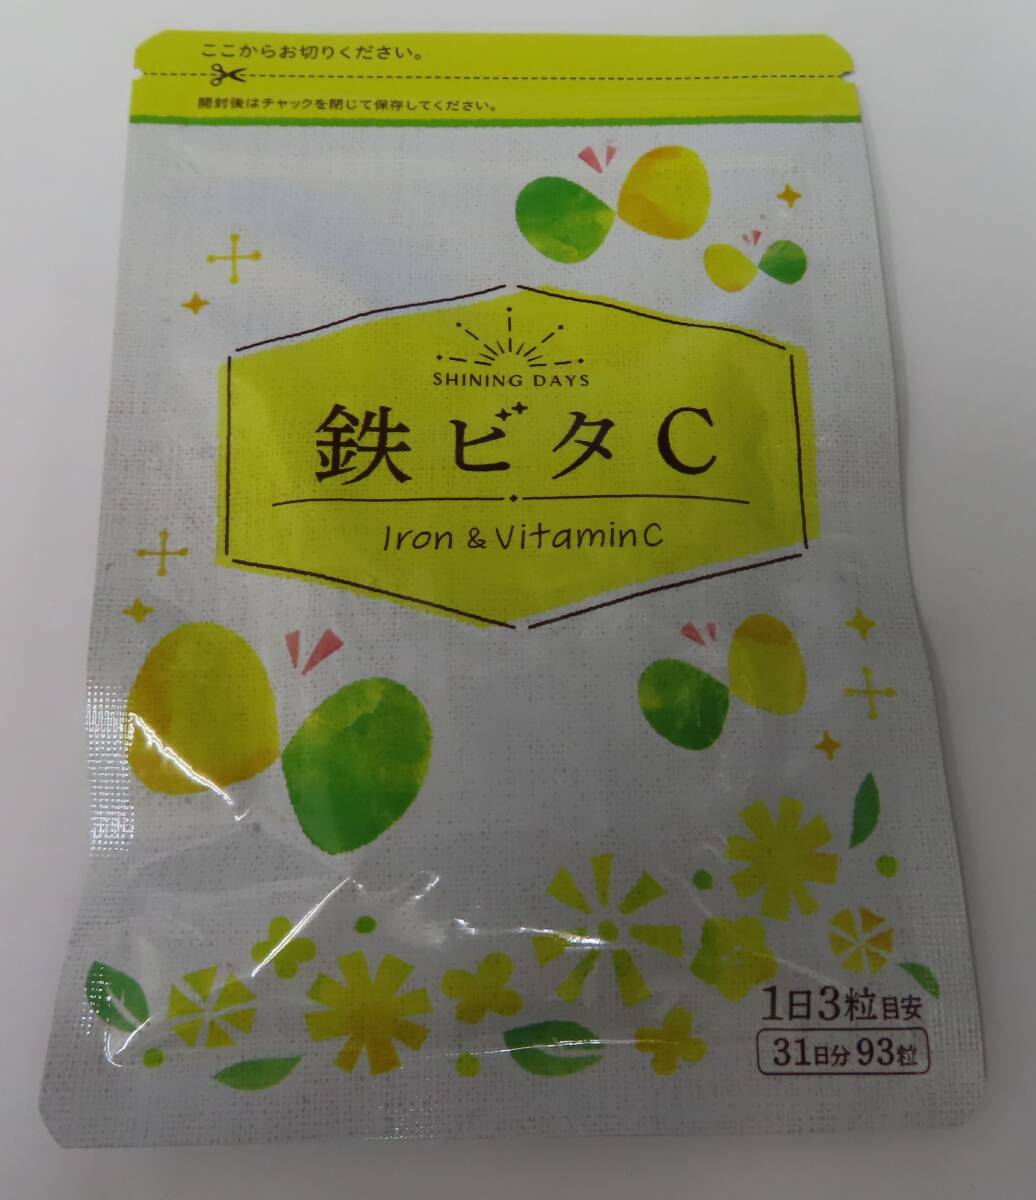 ここからお切りください。
開封後はチャックを閉じて保存してください。
SHINING DAYS
鉄ビタC
Iron & Vitamin C
1日3粒目安
31日分 93粒